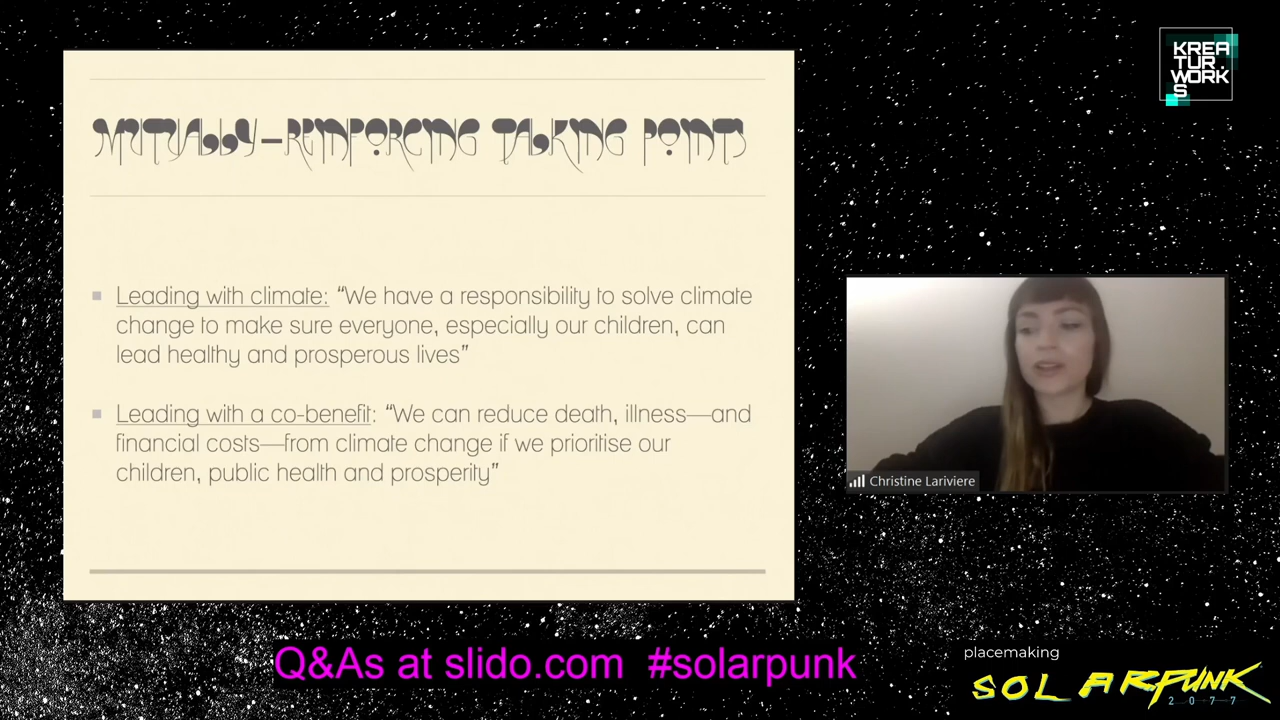 MUTUALLY–REINFORCING TALKING POINTS
Leading with climate: “We have a responsibility to solve climate
change to make sure everyone, especially our children, can
lead healthy and prosperous lives”
Leading with a co-benefit: “We can reduce death, illness—and
financial costs—from climate change if we prioritise our
children, public health and prosperity”
KREA
TUR.
WORK
S
Christine Lariviere
Q&As at slido.com #solarpunk
placemaking
SOLARPUNK
2077